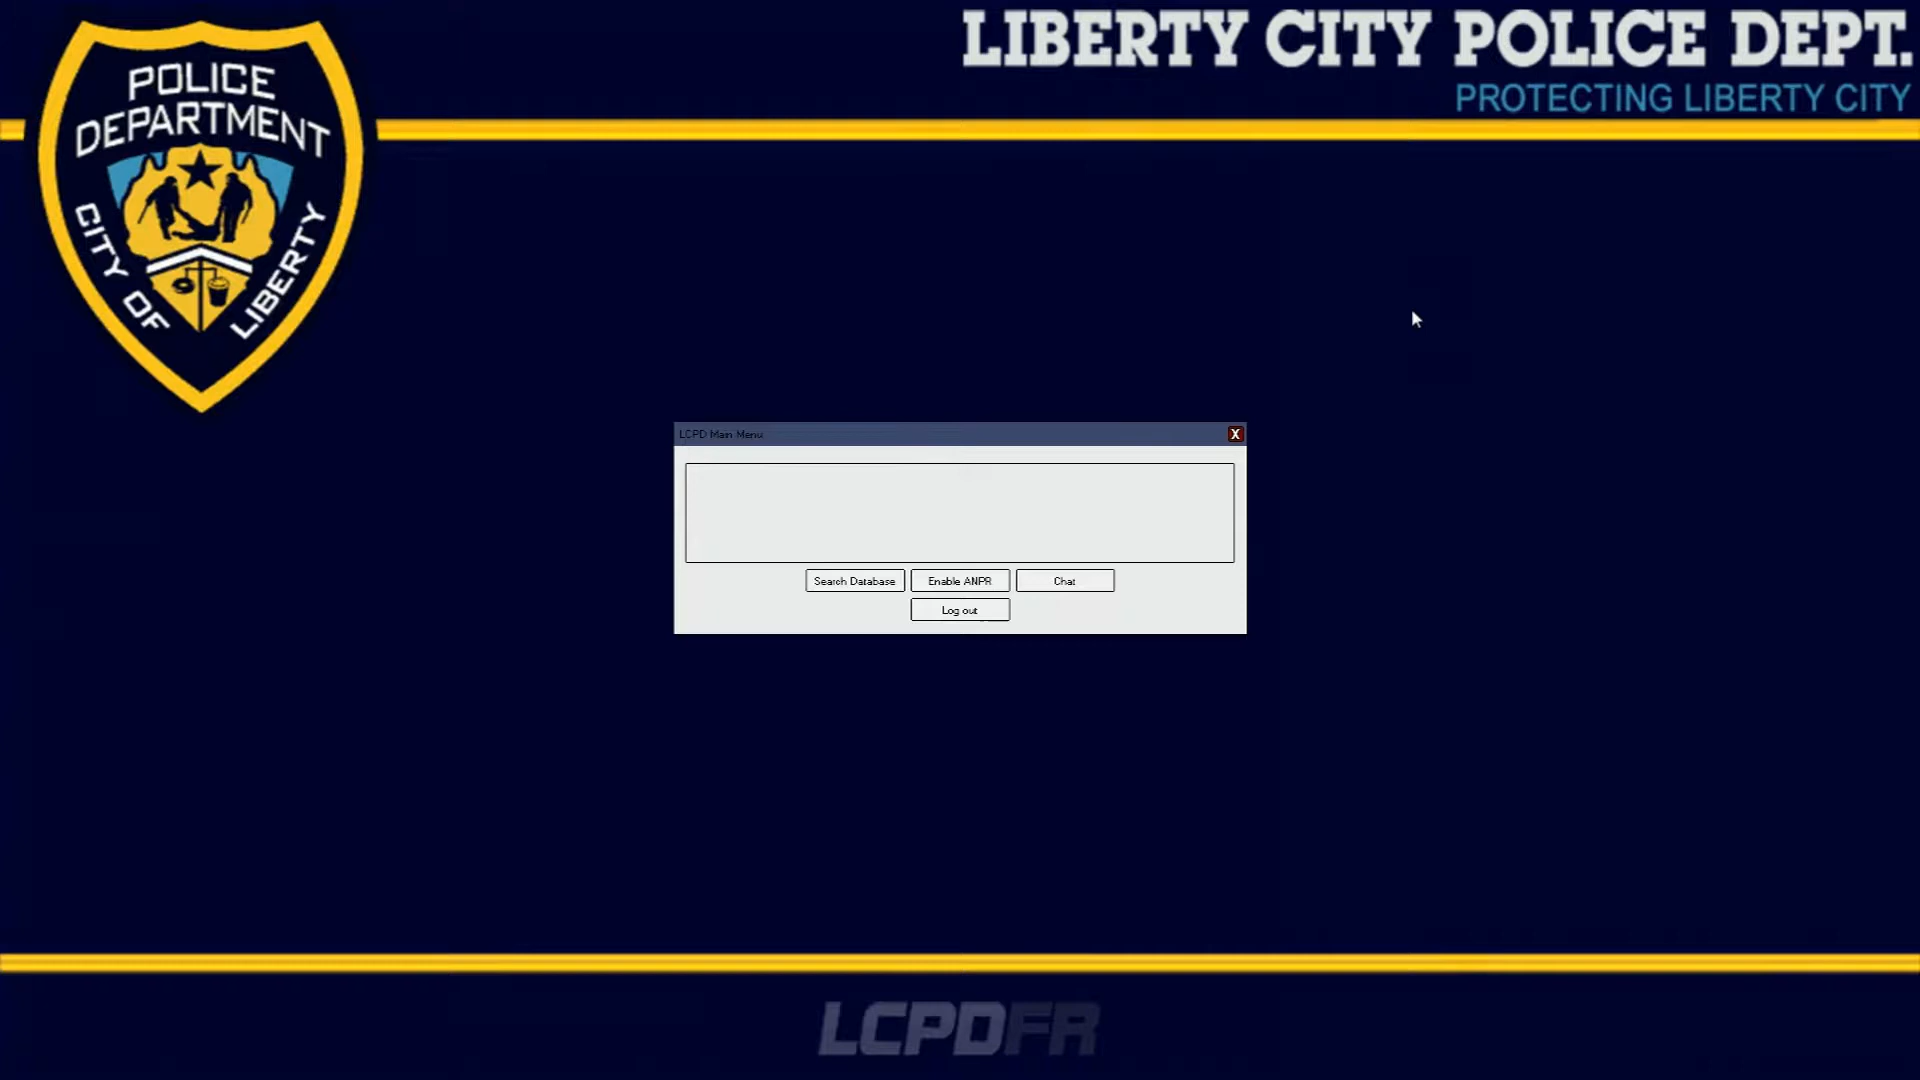 POLICE
DEPARTMENT
CITY OF LIBERTY
LIBERTY CITY POLICE DEPT.
PROTECTING LIBERTY CITY
LCPD Main Menu
X
Search Database
Enable ANPR
Chat
Log out
LCPDFR